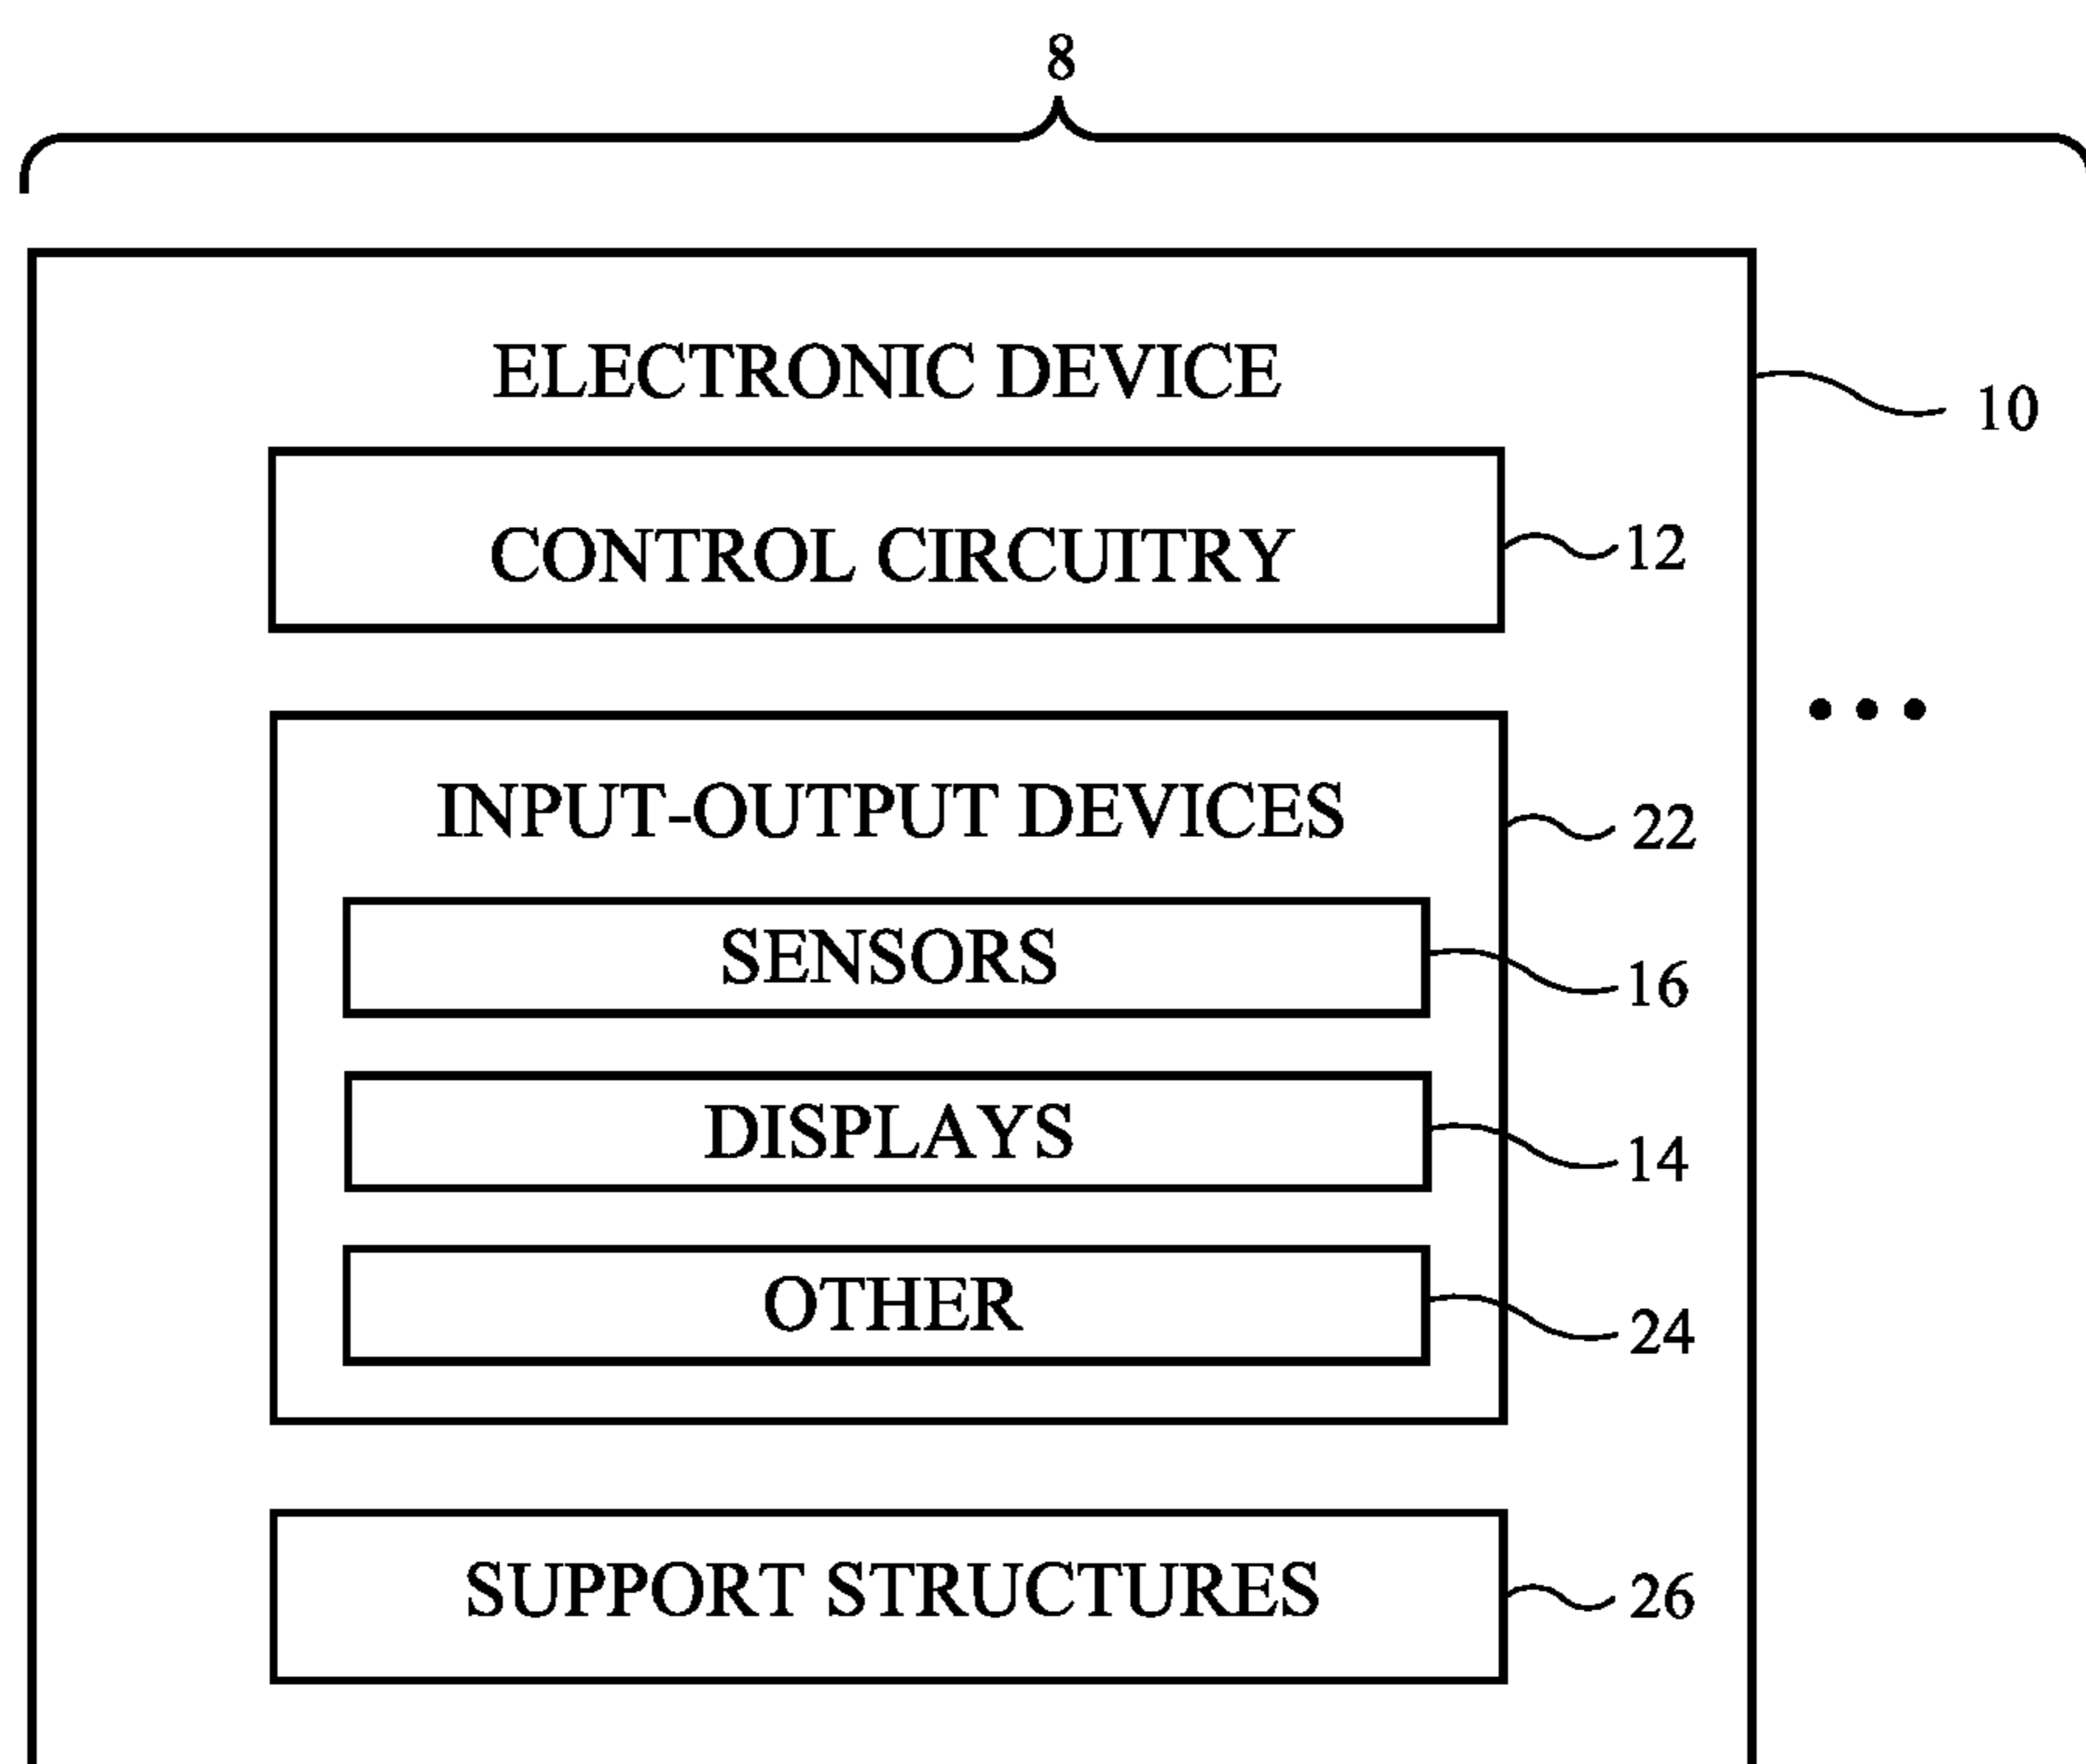 8
ELECTRONIC DEVICE
10
CONTROL CIRCUITRY
12
INPUT-OUTPUT DEVICES
22
SENSORS
16
DISPLAYS
14
OTHER
24
SUPPORT STRUCTURES
26